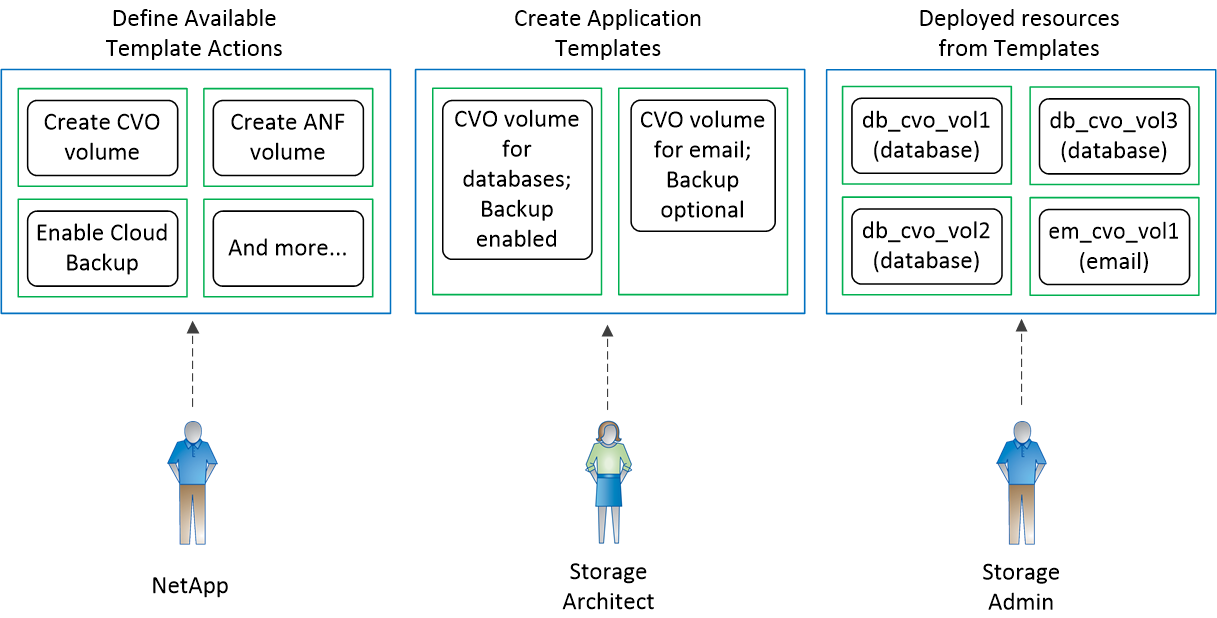 Define Available
Template Actions
Create CVO
volume
Create ANF
volume
Enable Cloud
Backup
And more...
NetApp
Create Application
Templates
CVO volume
for
databases;
Backup
enabled
CVO volume
for email;
Backup
optional
Storage
Architect
Deployed resources
from Templates
db_cvo_vol1
(database)
db_cvo_vol3
(database)
db_cvo_vol2
(database)
em_cvo_vol1
(email)
Storage
Admin